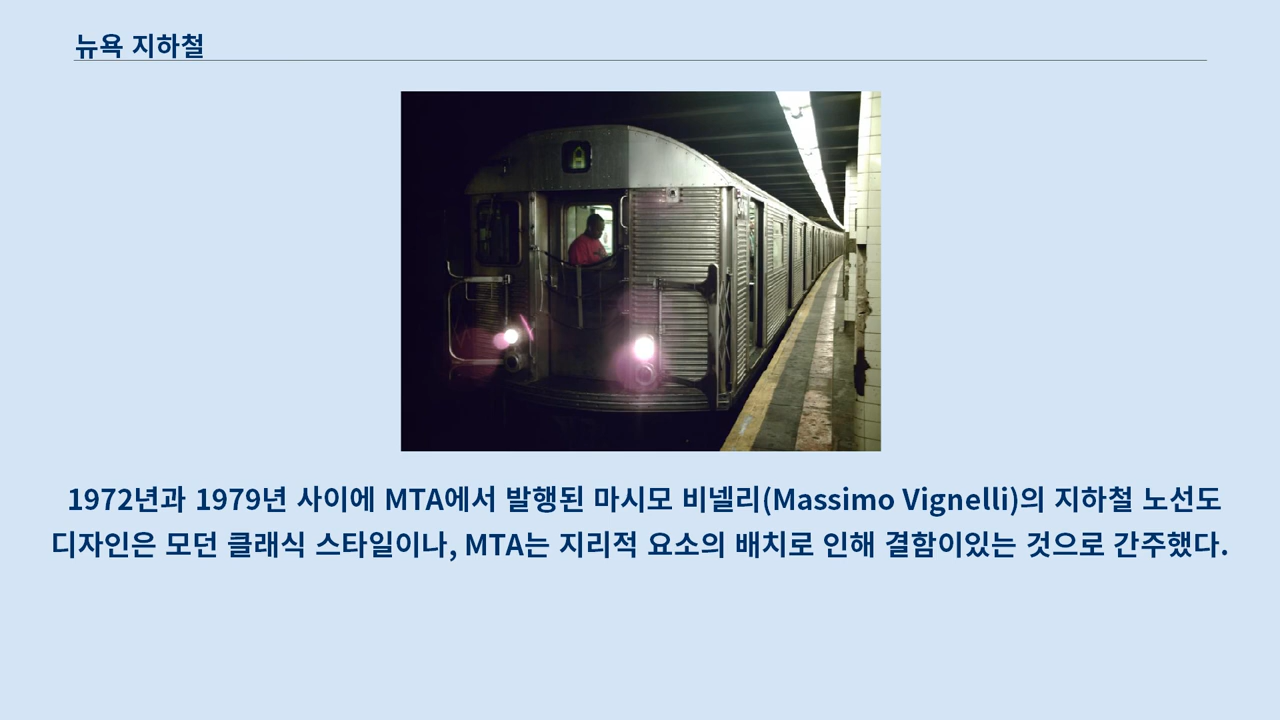 뉴욕 지하철
A
1972년과 1979년 사이에 MTA에서 발행된 마시모 비넬리(Massimo Vignelli)의 지하철 노선도
디자인은 모던 클래식 스타일이나, MTA는 지리적 요소의 배치로 인해 결함이있는 것으로 간주했다.